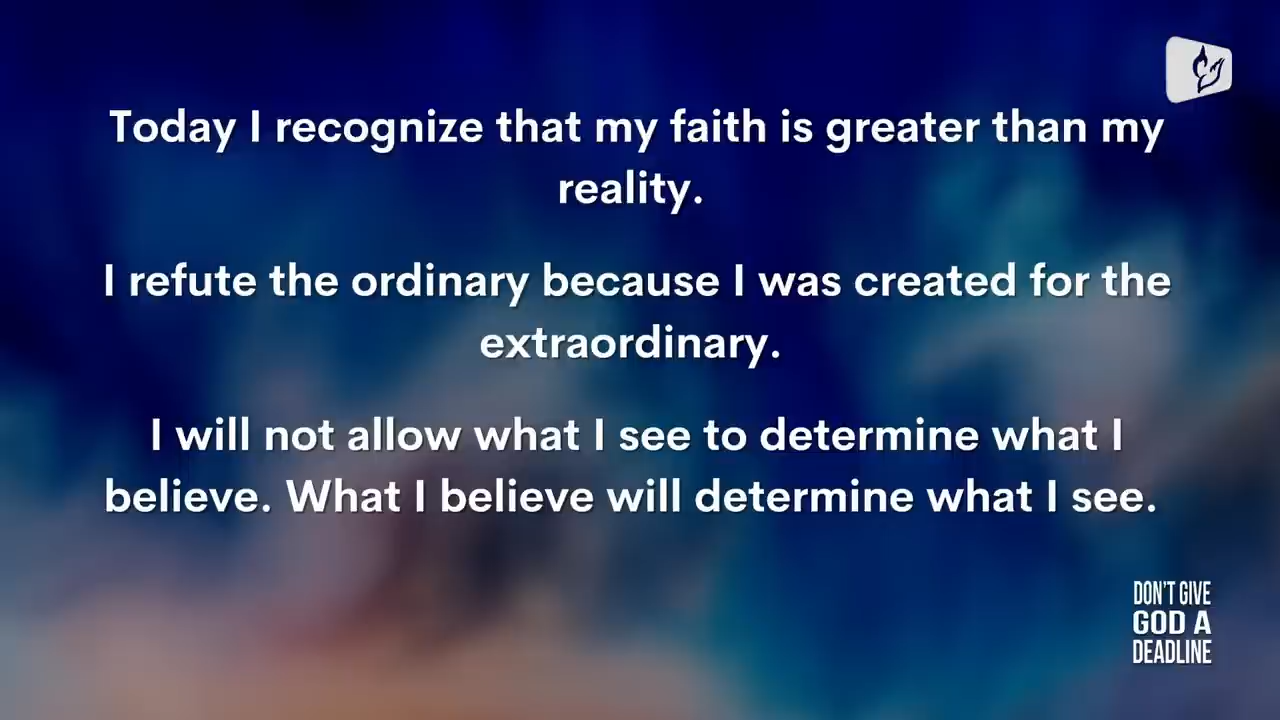 Today I recognize that my faith is greater than my
reality.
I refute the ordinary because I was created for the
extraordinary.
I will not allow what I see to determine what I
believe. What I believe will determine what I see.
DON'T GIVE
GOD A
DEADLINE